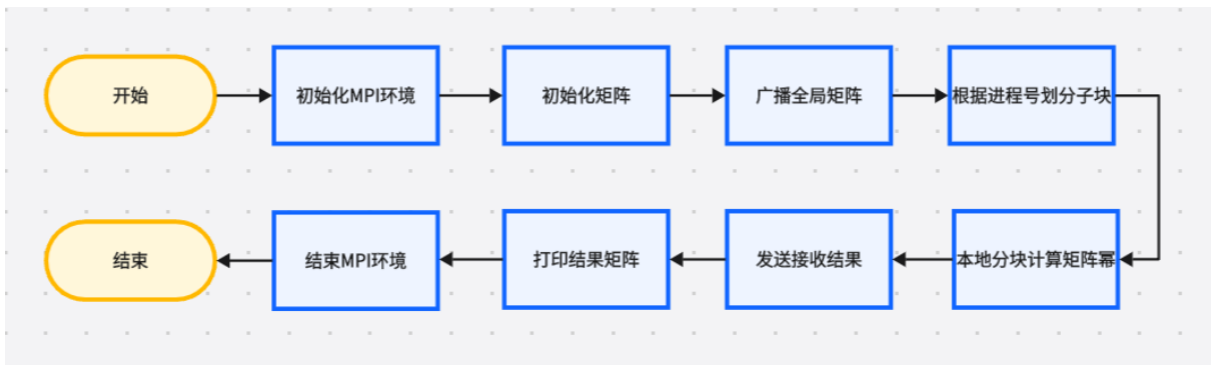 开始
初始化MPI环境
初始化矩阵
广播全局矩阵
根据进程号划分子块
本地分块计算矩阵幂
发送接收结果
打印结果矩阵
结束MPI环境
结束